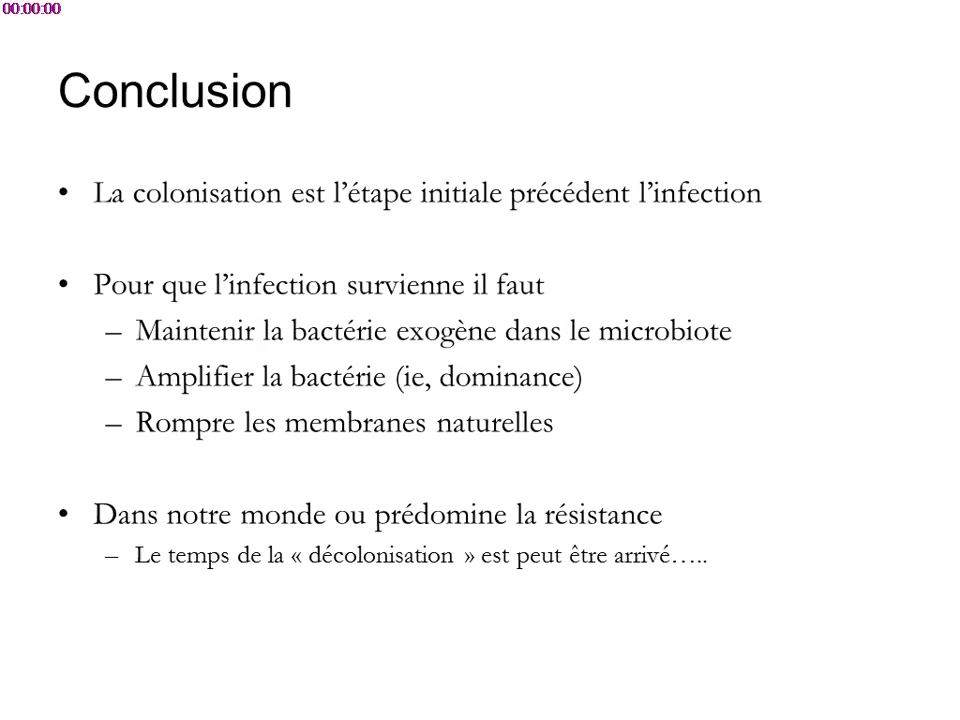 00:00:00
Conclusion
• La colonisation est l’étape initiale précédent l’infection
• Pour que l’infection survienne il faut
– Maintenir la bactérie exogène dans le microbiote
– Amplifier la bactérie (ie, dominance)
– Rompre les membranes naturelles
• Dans notre monde ou prédomine la résistance
– Le temps de la « décolonisation » est peut être arrivé…..